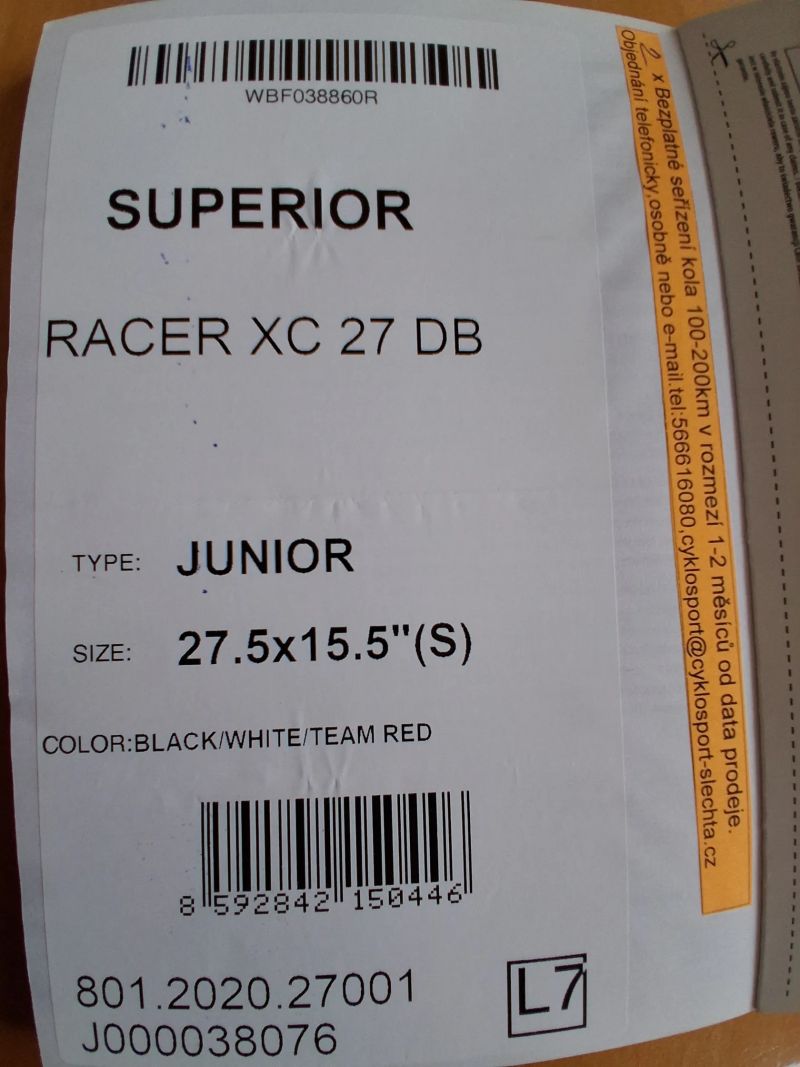 WBF038860R
SUPERIOR
RACER XC 27 DB
TYPE: JUNIOR
SIZE: 27.5x15.5"(S)
COLOR:BLACK/WHITE/TEAM RED
8 592842 150446
801.2020.27001
J000038076
L7
2 x Bezplatné seřízení kola 100-200km v rozmezí 1-2 měsíců od data prodeje.
Objednání telefonicky,osobně nebo e-mail.tel:566616080,cyklosport@cyklosport-slechta.cz